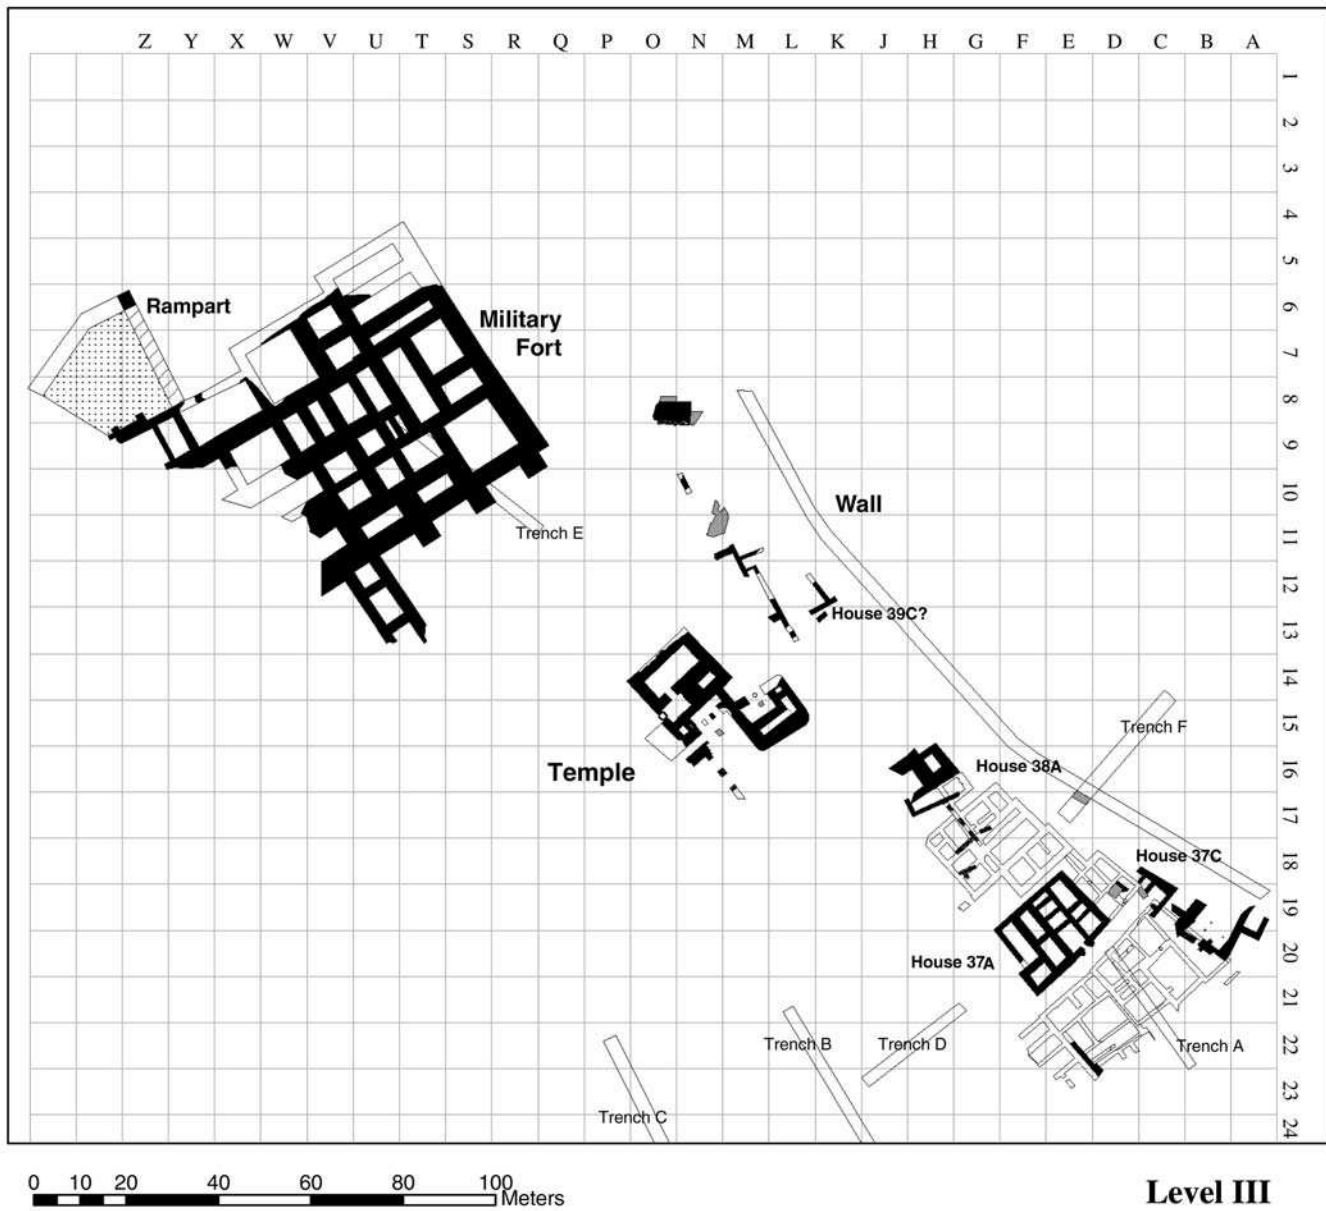 Z Y X W V U T S R Q P O N M L K J H G F E D C B A
1
2
3
4
5
6
7
8
9
10
11
12
13
14
15
16
17
18
19
20
21
22
23
24
Rampart
Military
Fort
Wall
Trench E
House 39C?
Trench F
Temple
House 38A
House 37C
House 37A
Trench B
Trench D
Trench A
Trench C
0 10 20 40 60 80 100
Meters
Level III